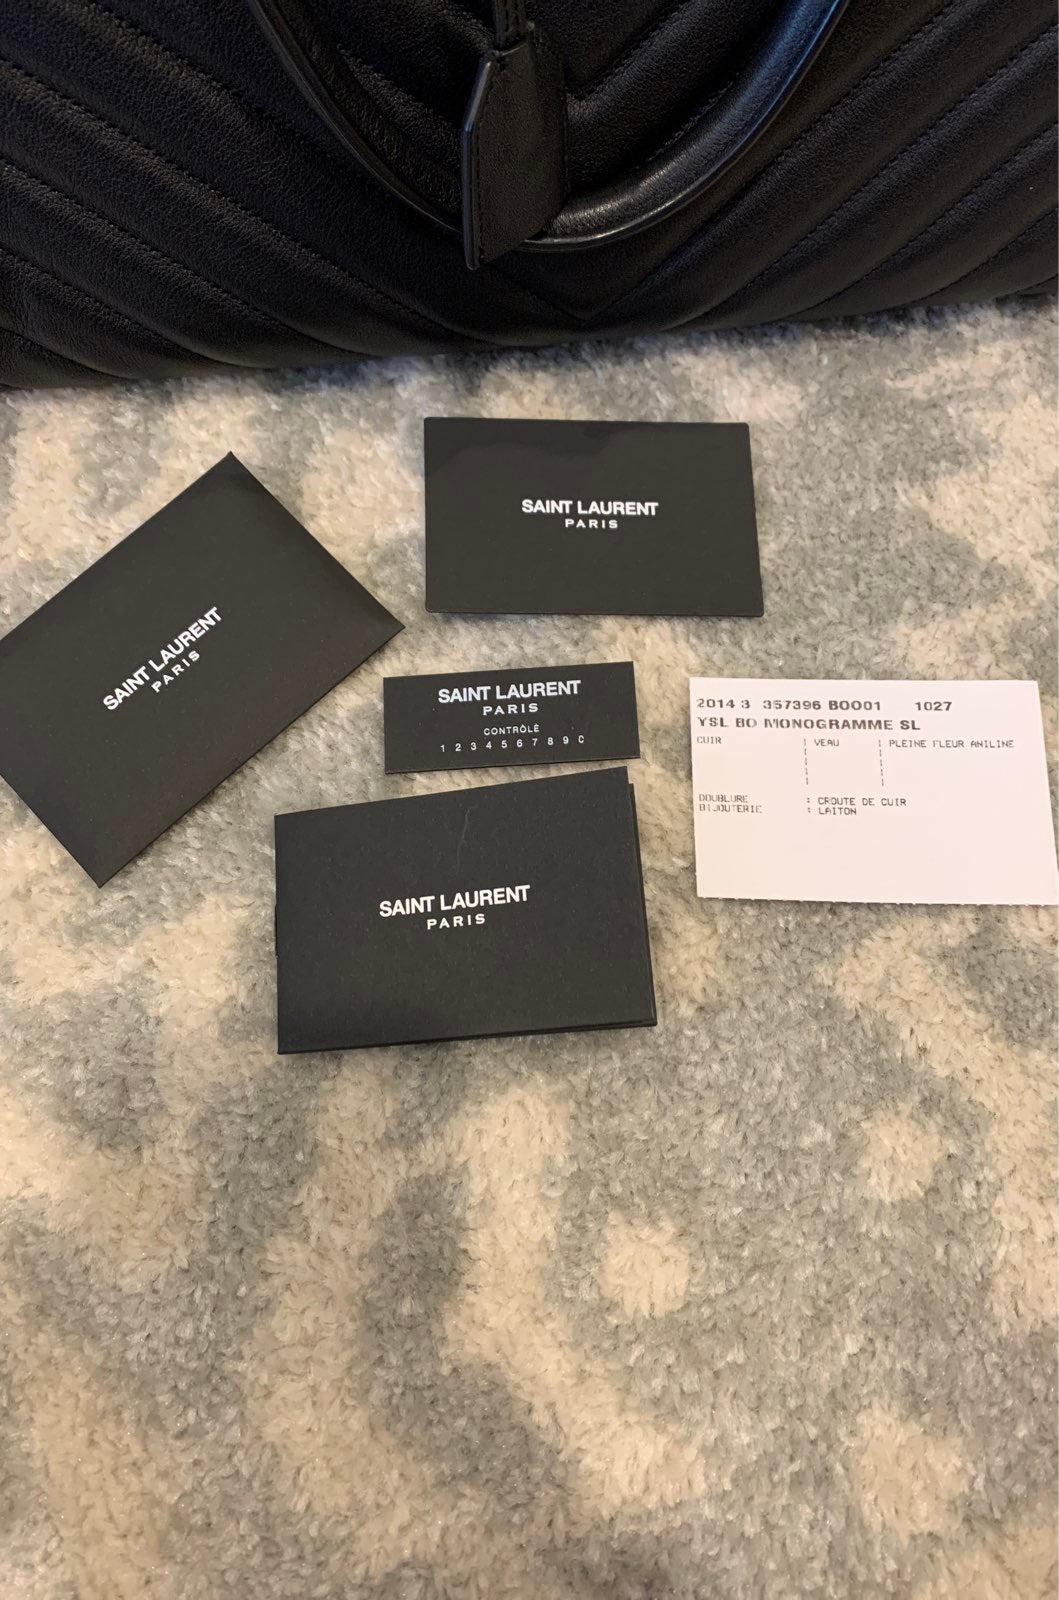 SAINT LAURENT
PARIS
SAINT LAURENT
PARIS
SAINT LAURENT
PARIS
CONTRÔLE
1 2 3 4 5 6 7 8 9 C
2014 3 357396 BOO01 1027
YSL BO MONOGRAMME SL
CUIR | VEAU | PLEINE FLEUR ANILINE
DOUBLURE : CROUTE DE CUIR
BIJOUTERIE : LAITON
SAINT LAURENT
PARIS